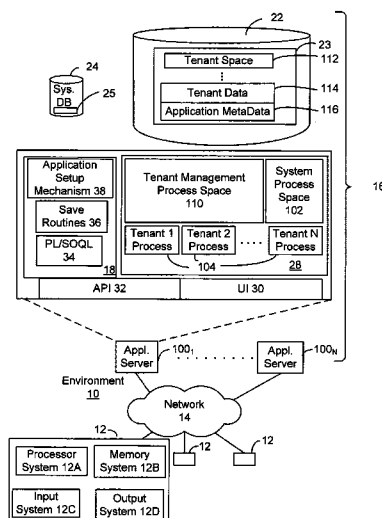 22
23
24
Sys.
DB
25
Tenant Space
112
Tenant Data
114
Application MetaData
116
16
Application
Setup
Mechanism 38
Save
Routines 36
PL/SOQL
34
18
Tenant Management
Process Space
110
System
Process
Space
102
Tenant 1
Process
Tenant 2
Process
Tenant N
Process
104
28
API 32
UI 30
Appl.
Server
100₁
Appl.
Server
100N
Environment
10
Network
14
12
12
12
Processor
System 12A
Memory
System 12B
Input
System 12C
Output
System 12D